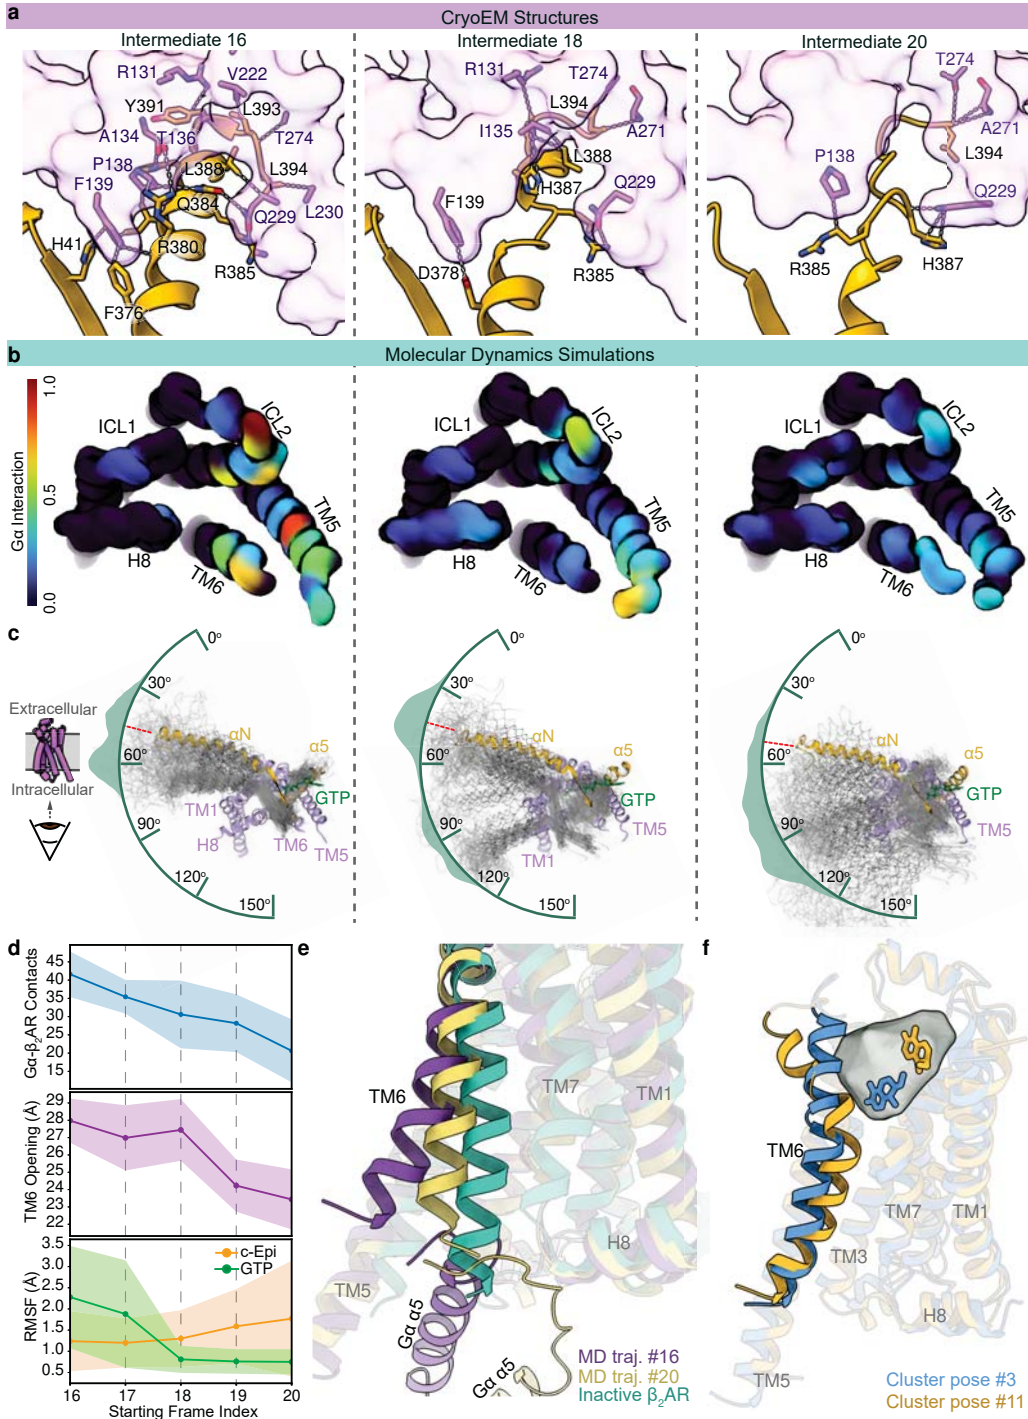 a
CryoEM Structures
Intermediate 16
Intermediate 18
Intermediate 20
R131
V222
Y391
L393
A134
T136
T274
P138
L388
L394
F139
Q384
Q229
L230
H41
R380
R385
F376
R131
T274
L394
I135
A271
L388
H387
F139
Q229
D378
R385
T274
A271
P138
L394
Q229
R385
H387
b
Molecular Dynamics Simulations
Gα Interaction
1.0
0.5
0.0
ICL1
ICL2
TM5
H8
TM6
ICL1
ICL2
TM5
H8
TM6
ICL1
ICL2
TM5
H8
TM6
c
Extracellular
Intracellular
0°
30°
60°
90°
120°
150°
αN
α5
GTP
TM1
H8
TM6
TM5
0°
30°
60°
90°
120°
150°
αN
α5
GTP
TM5
TM1
0°
30°
60°
90°
120°
150°
αN
α5
GTP
TM5
d
Gα-β₂AR Contacts
45
40
35
30
25
20
15
TM6 Opening (Å)
29
28
27
26
25
24
23
22
RMSF (Å)
3.5
3.0
2.5
2.0
1.5
1.0
0.5
c-Epi
GTP
16
17
18
19
20
Starting Frame Index
e
TM6
TM7
TM1
H8
TM5
Gα α5
Gα α5
MD traj. #16
MD traj. #20
Inactive β₂AR
f
TM6
TM7
TM1
TM3
H8
TM5
Cluster pose #3
Cluster pose #11